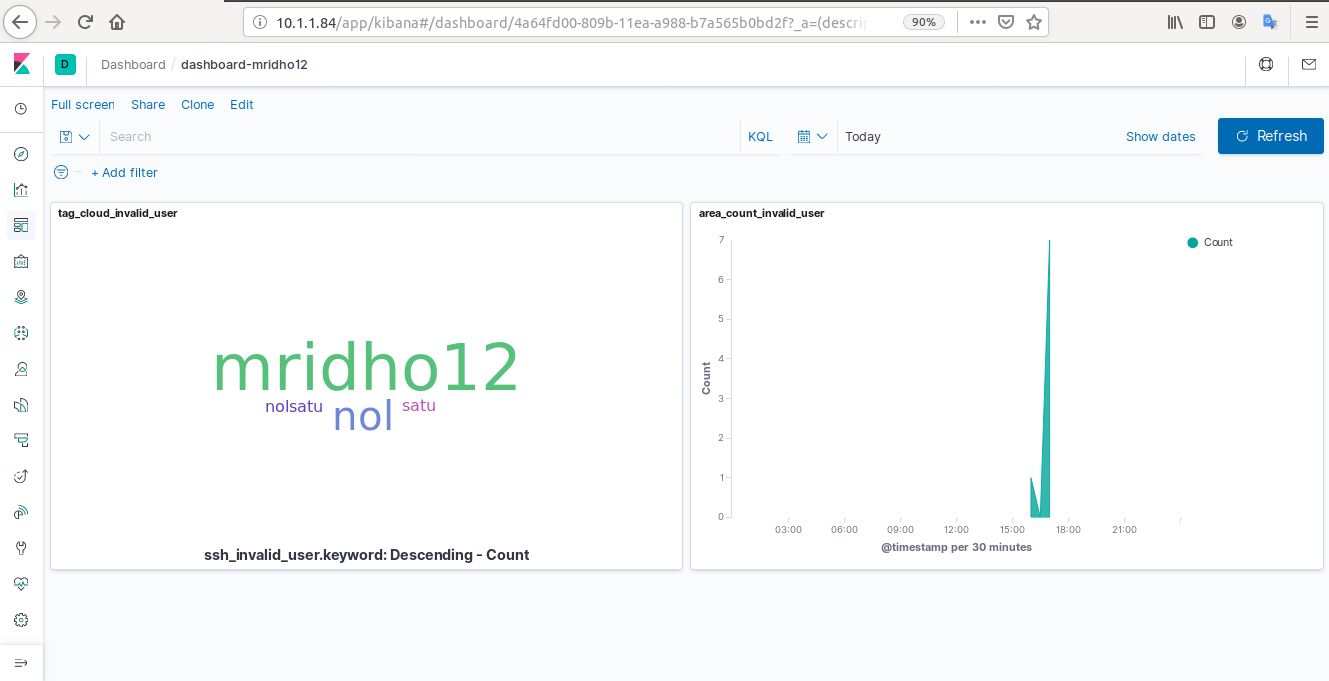 10.1.1.84/app/kibana#/dashboard/4a64fd00-809b-11ea-a988-b7a565b0bd2f?_a=(descri
90%
D
Dashboard / dashboard-mridho12
Full screen Share Clone Edit
Search KQL Today Show dates Refresh
+ Add filter
tag_cloud_invalid_user
mridho12
nolsatu nol satu
ssh_invalid_user.keyword: Descending - Count
area_count_invalid_user
Count
7
6
5
4
3
2
1
0
Count
03:00 06:00 09:00 12:00 15:00 18:00 21:00
@timestamp per 30 minutes